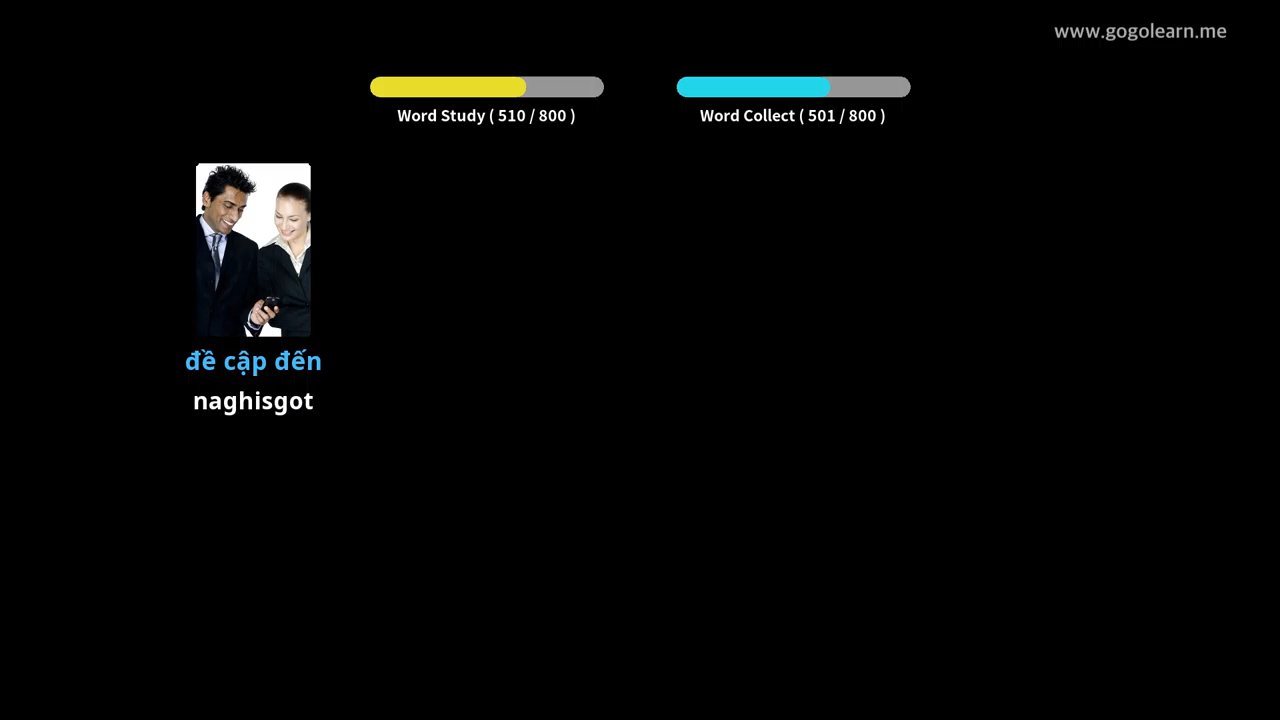 www.gogolearn.me
Word Study ( 510 / 800 )
Word Collect ( 501 / 800 )
đề cập đến
naghisgot